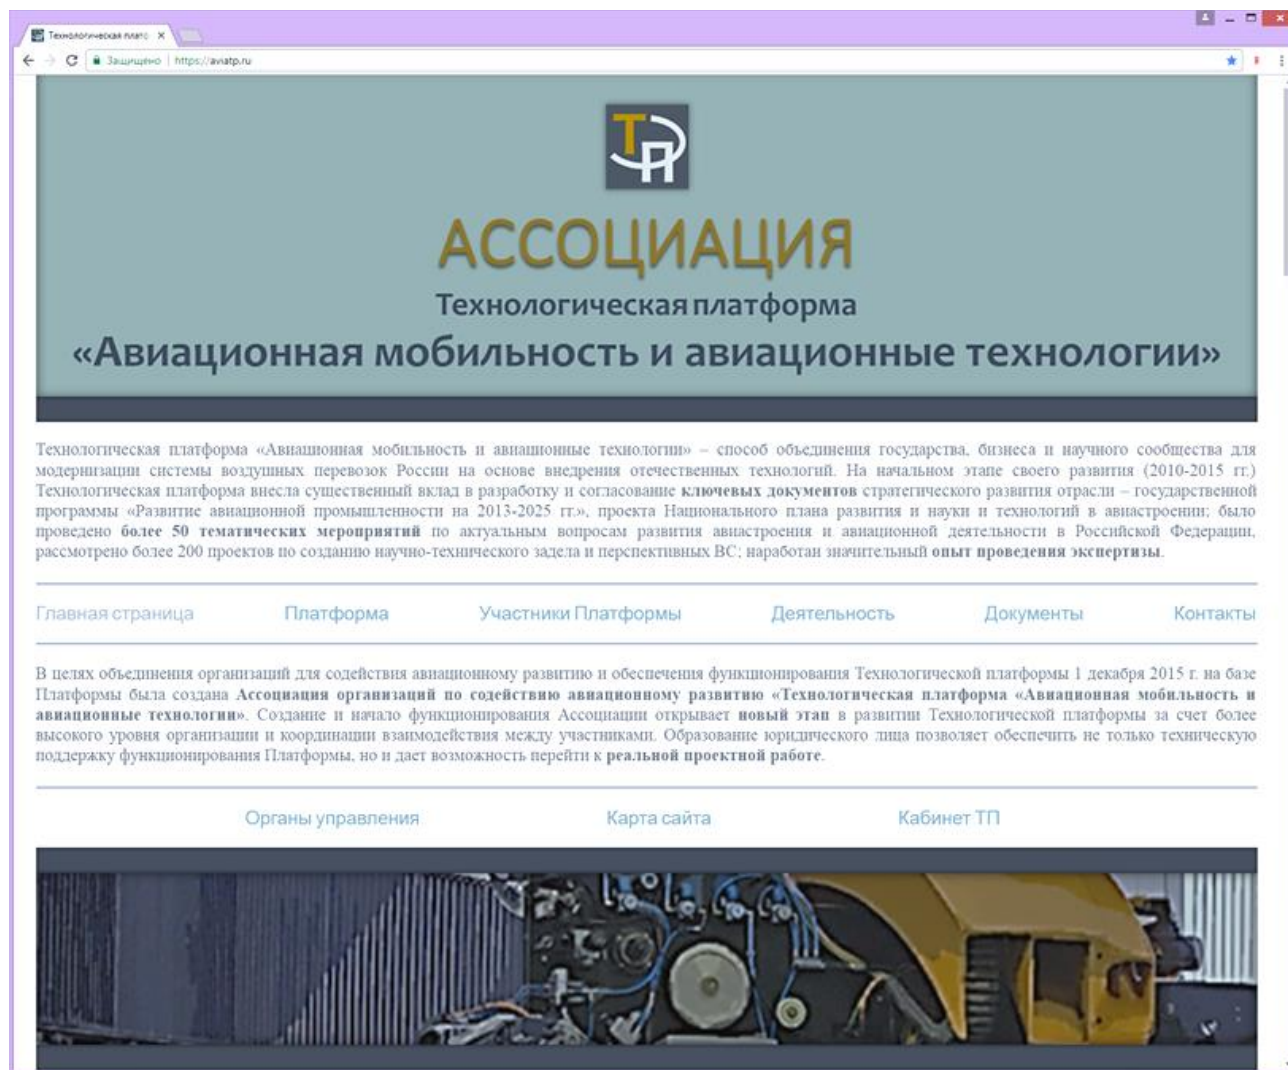 Технологическая платс
Защищено | https://aviatp.ru
ТП
АССОЦИАЦИЯ
Технологическая платформа
«Авиационная мобильность и авиационные технологии»
Технологическая платформа «Авиационная мобильность и авиационные технологии» – способ объединения государства, бизнеса и научного сообщества для
модернизации системы воздушных перевозок России на основе внедрения отечественных технологий. На начальном этапе своего развития (2010-2015 гг.)
Технологическая платформа внесла существенный вклад в разработку и согласование ключевых документов стратегического развития отрасли – государственной
программы «Развитие авиационной промышленности на 2013-2025 гг.», проекта Национального плана развития и науки и технологий в авиастроении; было
проведено более 50 тематических мероприятий по актуальным вопросам развития авиастроения и авиационной деятельности в Российской Федерации,
рассмотрено более 200 проектов по созданию научно-технического задела и перспективных ВС; наработан значительный опыт проведения экспертизы.
Главная страница Платформа Участники Платформы Деятельность Документы Контакты
В целях объединения организаций для содействия авиационному развитию и обеспечения функционирования Технологической платформы 1 декабря 2015 г. на базе
Платформы была создана Ассоциация организаций по содействию авиационному развитию «Технологическая платформа «Авиационная мобильность и
авиационные технологии». Создание и начало функционирования Ассоциации открывает новый этап в развитии Технологической платформы за счет более
высокого уровня организации и координации взаимодействия между участниками. Образование юридического лица позволяет обеспечить не только техническую
поддержку функционирования Платформы, но и дает возможность перейти к реальной проектной работе.
Органы управления Карта сайта Кабинет ТП